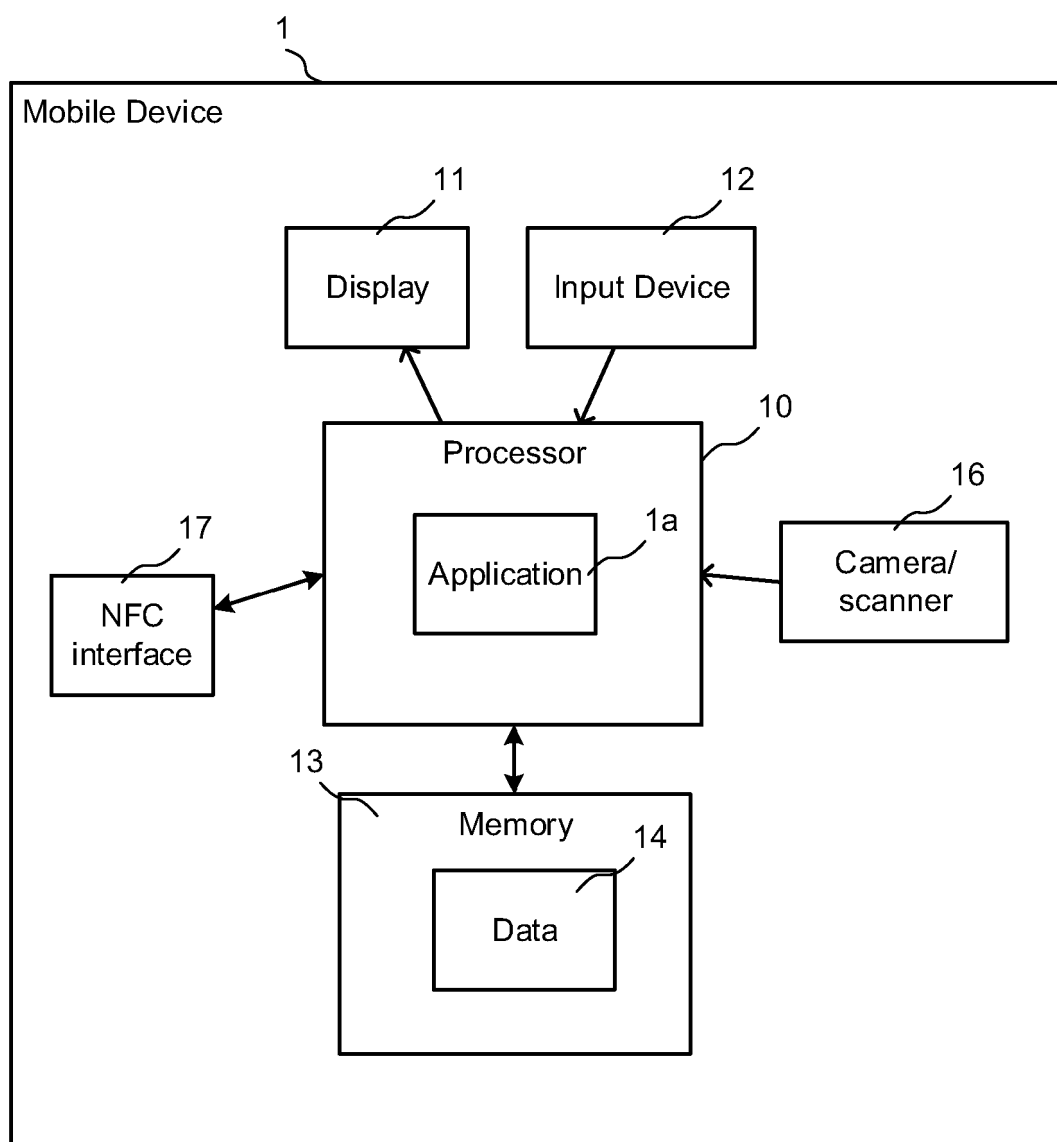 1
Mobile Device
11
12
Display
Input Device
10
Processor
16
17
1a
Application
Camera/
scanner
NFC
interface
13
Memory
14
Data